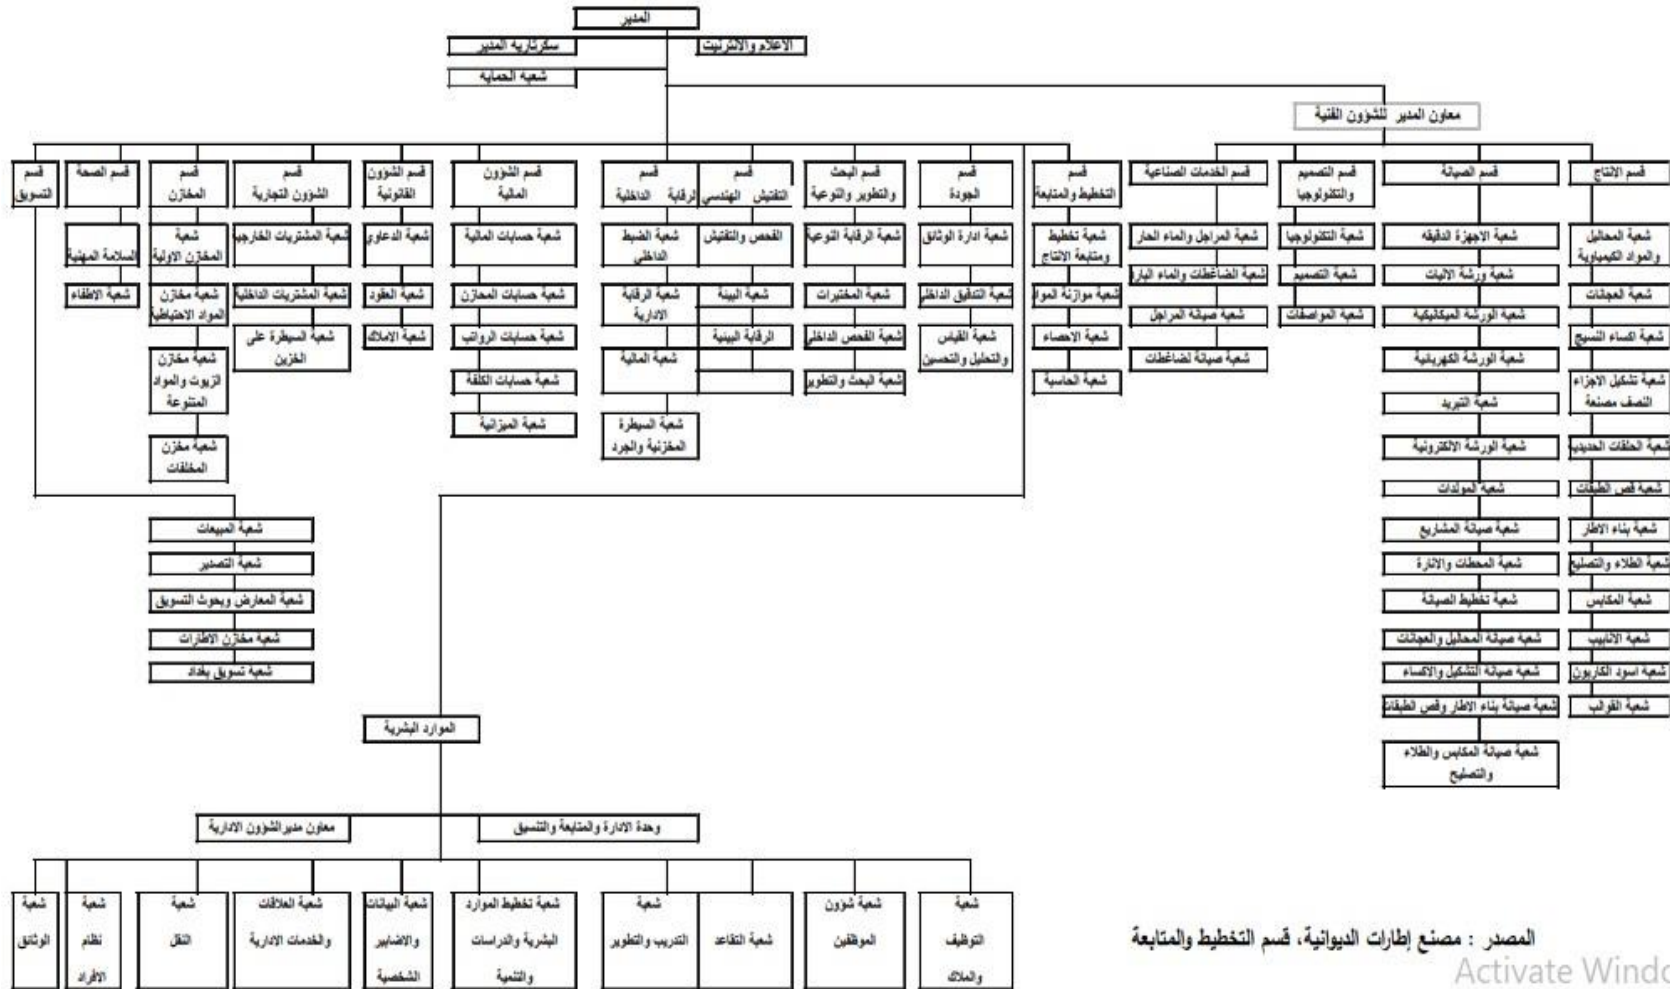 المدير
الاعلام والانترنيت
سكرتارية المدير
شعبه الحمايه
معاون المدير للشؤون الفنية
قسم الانتاج
شعبة المحاليل
والمواد الكيمياوية
شعبة العجانات
شعبة اكساء النسيج
شعبة تشكيل الاجزاء
النصف مصنعة
شعبة الحلقات الحديديه
شعبة قص الطبقات
شعبة بناء الاطار
شعبة الطلاء والتصليح
شعبة المكابس
شعبة الانابيب
شعبة اسود الكاربون
شعبة القوالب
قسم الصيانة
شعبة الاجهزة الدقيقه
شعبة ورشة الاليات
شعبة الورشة الميكانيكية
شعبة الورشة الكهربائية
شعبة التبريد
شعبة الورشة الالكترونية
شعبة المولدات
شعبة صيانة المشاريع
شعبة المحطات والانارة
شعبة تخطيط الصيانة
شعبة صيانة المحاليل والعجانات
شعبة صيانة التشكيل والاكساء
شعبة صيانة بناء الاطار وقص الطبقات
شعبة صيانة المكابس والطلاء
والتصليح
قسم التصميم
والتكنولوجيا
شعبة التكنولوجيا
شعبة التصميم
شعبة المواصفات
قسم الخدمات الصناعية
شعبة المراجل والماء الحار
شعبة الضاغطات والماء البار
شعبة صيانة المراجل
شعبة صيانة لضاغطات
قسم
التخطيط والمتابعة
شعبة تخطيط
ومتابعة الانتاج
شعبة موازنة الموا
شعبة الاحصاء
شعبة الحاسبة
قسم
الجودة
شعبة ادارة الوثائق
شعبة التدقيق الداخلي
شعبة القياس
والتحليل والتحسين
قسم البحث
والتطوير والنوعية
شعبة الرقابة النوعية
شعبة المختبرات
شعبة الفحص الداخلي
شعبة البحث والتطوير
قسم
التفتيش الهندسي
الفحص والتفتيش
شعبة البيئة
الرقابة البيئية
قسم
الرقابة الداخلية
شعبة الضبط
الداخلي
شعبة الرقابة
الادارية
شعبة المالية
شعبة السيطرة
المخزنية والجرد
قسم الشؤون
المالية
شعبة حسابات المالية
شعبة حسابات المخازن
شعبة حسابات الرواتب
شعبة حسابات الكلفة
شعبة الميزانية
قسم الشؤون
القانونية
شعبة الدعاوي
شعبة العقود
شعبة الاملاك
قسم
الشؤون التجارية
شعبة المشتريات الخارجية
شعبة المشتريات الداخلية
شعبة السيطرة على
الخزين
قسم
المخازن
شعبة
المخازن الاولية
شعبة مخازن
المواد الاحتياطية
شعبة مخازن
الزيوت والمواد
المتنوعة
شعبة مخزن
المخلفات
قسم الصحة
السلامة المهنية
شعبة الاطفاء
قسم
التسويق
شعبة المبيعات
شعبة التصدير
شعبة المعارض وبحوث التسويق
شعبة مخازن الاطارات
شعبة تسويق بغداد
الموارد البشرية
وحدة الادارة والمتابعة والتنسيق
معاون مدير الشؤون الادارية
شعبة
التوظيف
والملاك
شعبة شؤون
الموظفين
شعبة التقاعد
شعبة
التدريب والتطوير
شعبة تخطيط الموارد
البشرية والدراسات
والتنمية
شعبة البيانات
والاضابير
الشخصية
شعبة العلاقات
والخدمات الادارية
شعبة
النقل
شعبة
نظام
الافراد
شعبة
الوثائق
المصدر : مصنع إطارات الديوانية، قسم التخطيط والمتابعة
Activate Windo